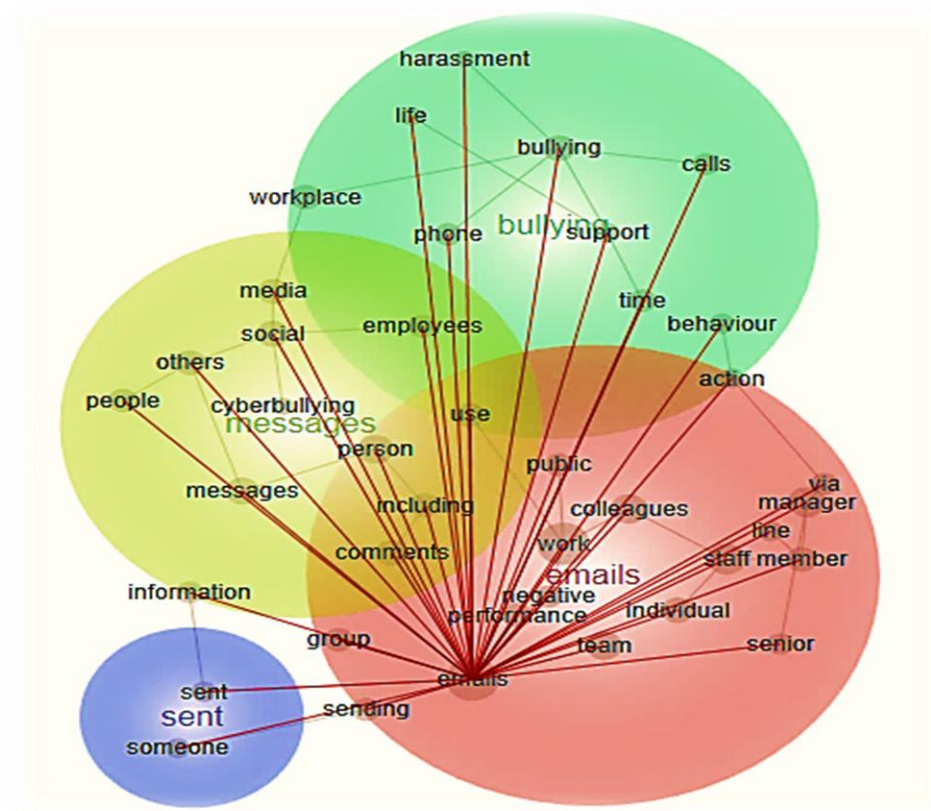 harassment
life
bullying
calls
workplace
phone
bullying
support
media
time
social
employees
behaviour
others
action
people
cyberbullying
messages
use
person
public
via
messages
including
colleagues
manager
line
comments
work
staff member
emails
information
negative
performance
individual
group
team
senior
emails
sent
sending
sent
someone